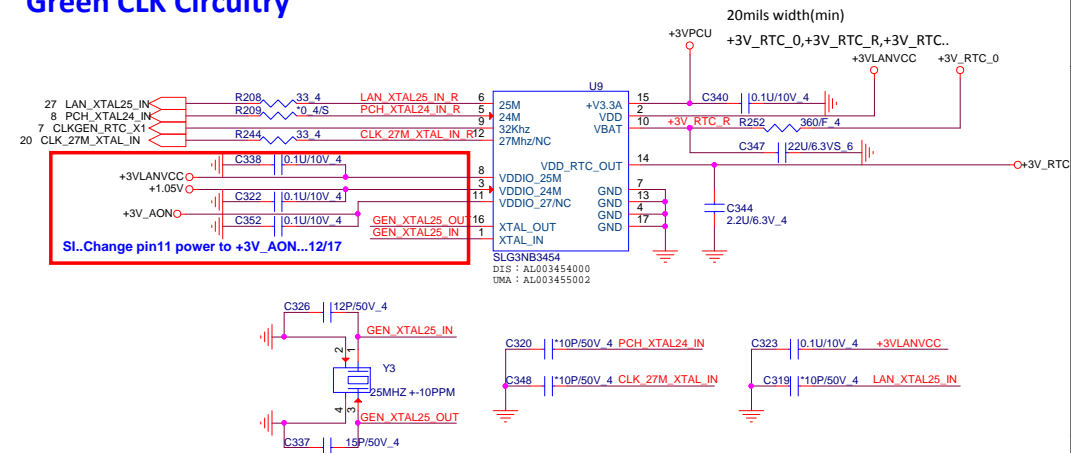 Green CLK Circuitry
20mils width(min)
+3V_RTC_0,+3V_RTC_R,+3V_RTC..
+3VPCU
+3VLANVCC
+3V_RTC_0
U9
27 LAN_XTAL25_IN
R208 33_4 LAN_XTAL25_IN_R 6 25M
8 PCH_XTAL24_IN
R209 *0_4/S PCH_XTAL24_IN_R 5 24M
7 CLKGEN_RTC_X1
9 32Khz
20 CLK_27M_XTAL_IN
R244 33_4 CLK_27M_XTAL_IN_R 12 27Mhz/NC
+V3.3A 15 C340 0.1U/10V_4
VDD 2
VBAT 10 +3V_RTC_R R252 360/F_4
C347 22U/6.3VS_6
VDD_RTC_OUT 14 +3V_RTC
C338 0.1U/10V_4
+3VLANVCC 8 VDDIO_25M
+1.05V 3 VDDIO_24M
C322 0.1U/10V_4
11 VDDIO_27/NC
+3V_AON
C352 0.1U/10V_4
GND 7
GND 13
GND 4
GND 17
C344
2.2U/6.3V_4
GEN_XTAL25_OUT 16 XTAL_OUT
GEN_XTAL25_IN 1 XTAL_IN
SI..Change pin11 power to +3V_AON...12/17
SLG3NB3454
DIS : AL003454000
UMA : AL003455002
C326 12P/50V_4
GEN_XTAL25_IN
2 1
Y3
25MHZ +-10PPM
4 3
GEN_XTAL25_OUT
C337 15P/50V_4
C320 *10P/50V_4 PCH_XTAL24_IN
C348 *10P/50V_4 CLK_27M_XTAL_IN
C323 0.1U/10V_4 +3VLANVCC
C319 *10P/50V_4 LAN_XTAL25_IN